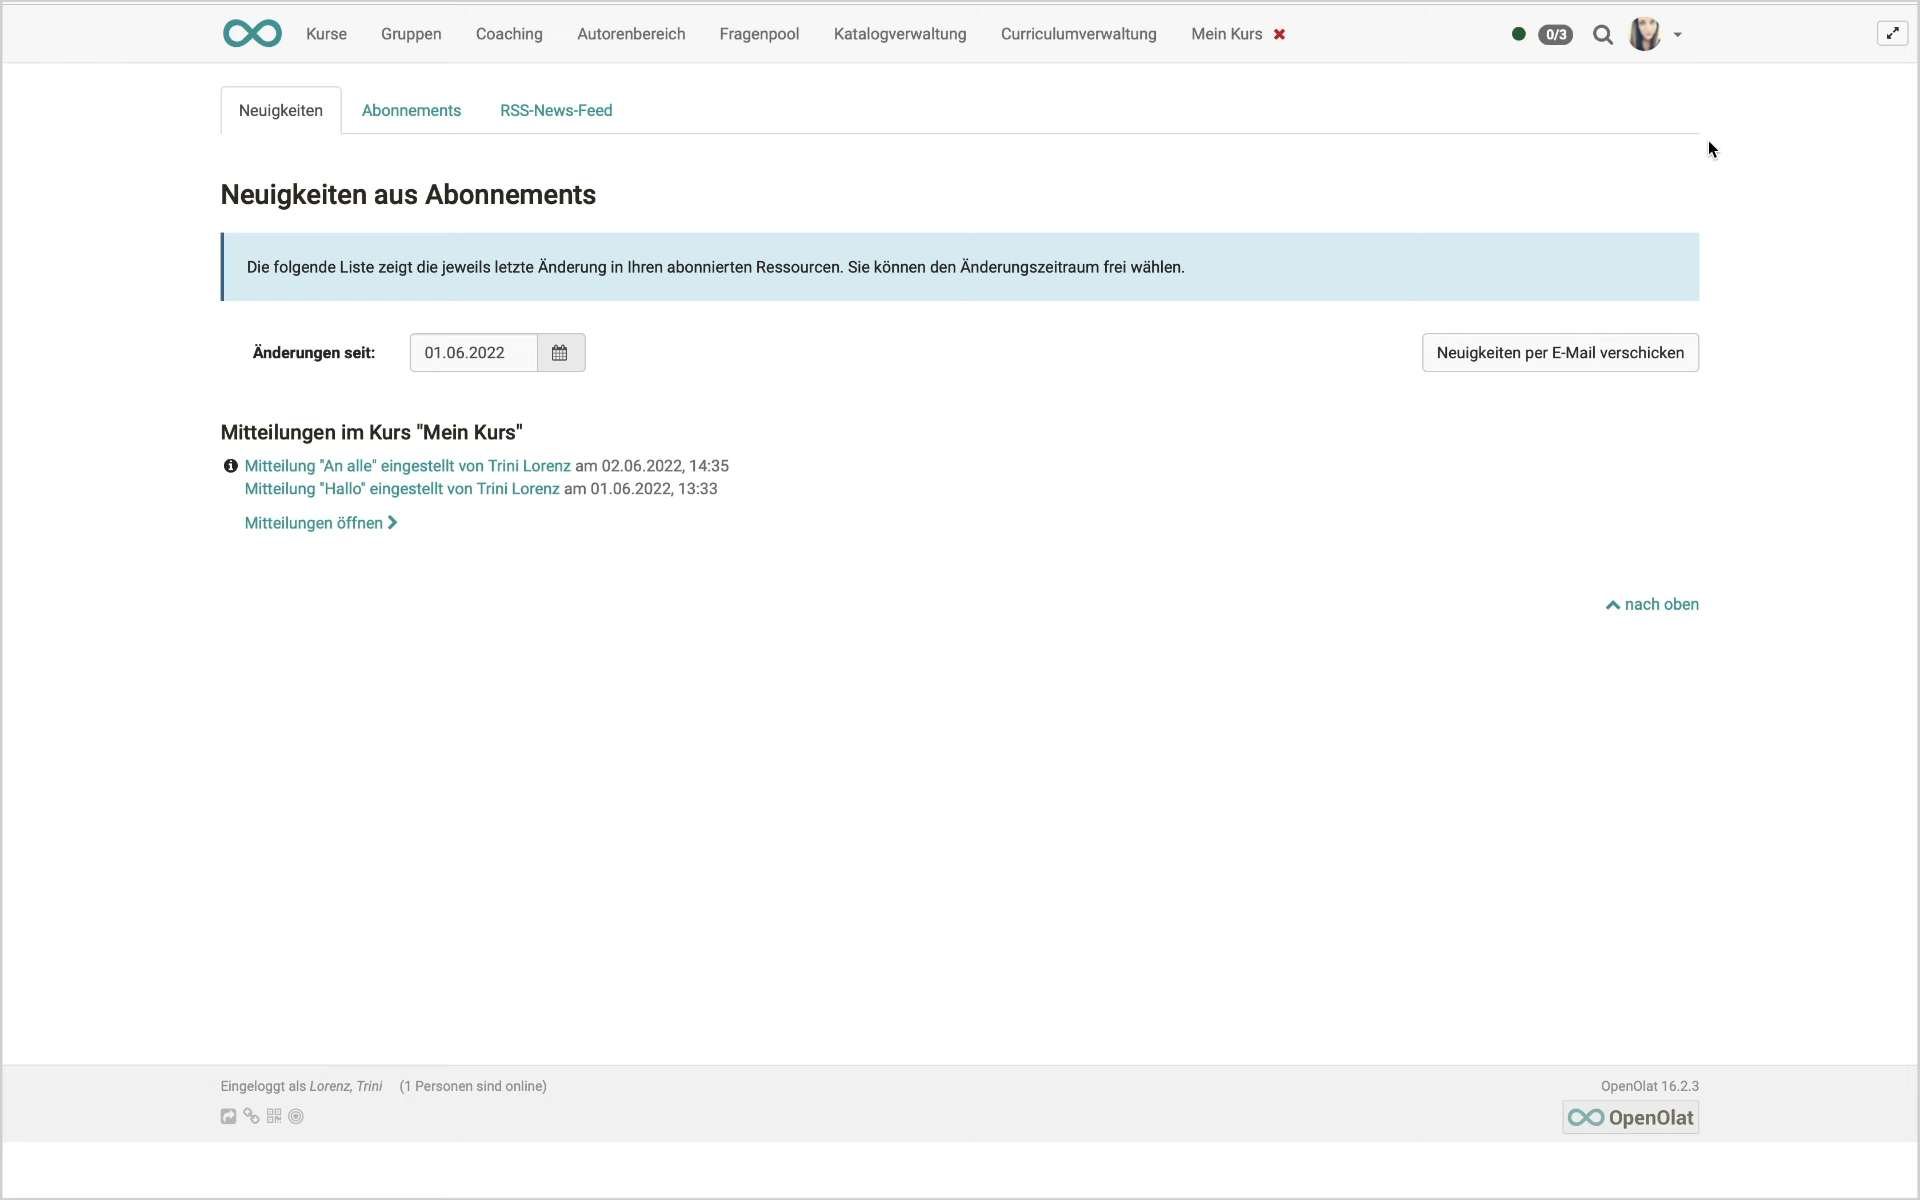 Kurse Gruppen Coaching Autorenbereich Fragenpool Katalogverwaltung Curriculumverwaltung Mein Kurs 0/3
Neuigkeiten Abonnements RSS-News-Feed
Neuigkeiten aus Abonnements
Die folgende Liste zeigt die jeweils letzte Änderung in Ihren abonnierten Ressourcen. Sie können den Änderungszeitraum frei wählen.
Änderungen seit: 01.06.2022 Neuigkeiten per E-Mail verschicken
Mitteilungen im Kurs "Mein Kurs"
Mitteilung "An alle" eingestellt von Trini Lorenz am 02.06.2022, 14:35
Mitteilung "Hallo" eingestellt von Trini Lorenz am 01.06.2022, 13:33
Mitteilungen öffnen
nach oben
Eingeloggt als Lorenz, Trini (1 Personen sind online) OpenOlat 16.2.3
OpenOlat